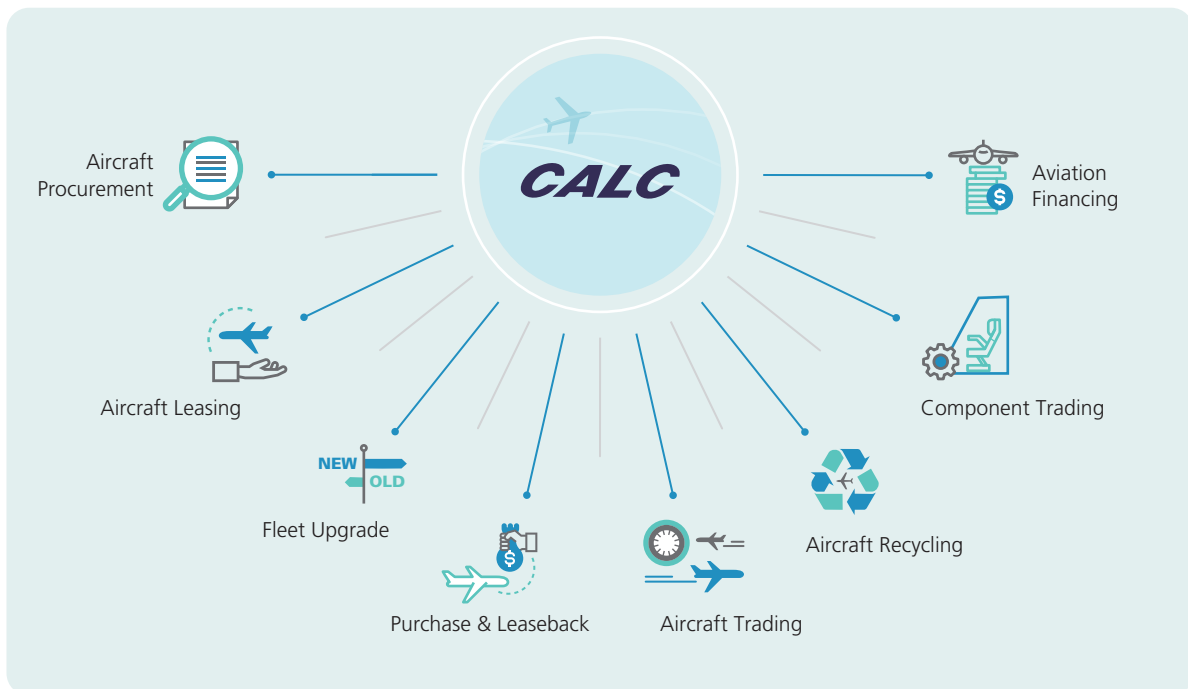 CALC
Aircraft
Procurement
Aviation
Financing
$
Aircraft Leasing
Component Trading
NEW
OLD
Fleet Upgrade
Aircraft Recycling
$
Purchase & Leaseback
Aircraft Trading